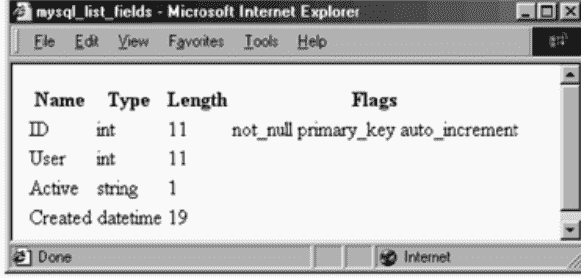 mysql_list_fields - Microsoft Internet Explorer
File Edit View Favorites Tools Help
Name Type Length Flags
ID int 11 not_null primary_key auto_increment
User int 11
Active string 1
Created datetime 19
Done Internet